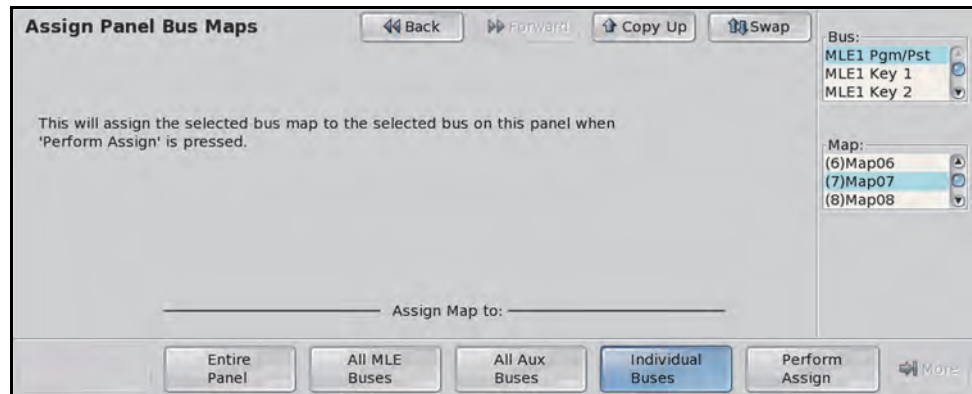 Assign Panel Bus Maps
Back
Forward
Copy Up
Swap
Bus:
MLE1 Pgm/Pst
MLE1 Key 1
MLE1 Key 2
This will assign the selected bus map to the selected bus on this panel when
'Perform Assign' is pressed.
Map:
(6)Map06
(7)Map07
(8)Map08
Assign Map to:
Entire
Panel
All MLE
Buses
All Aux
Buses
Individual
Buses
Perform
Assign
More